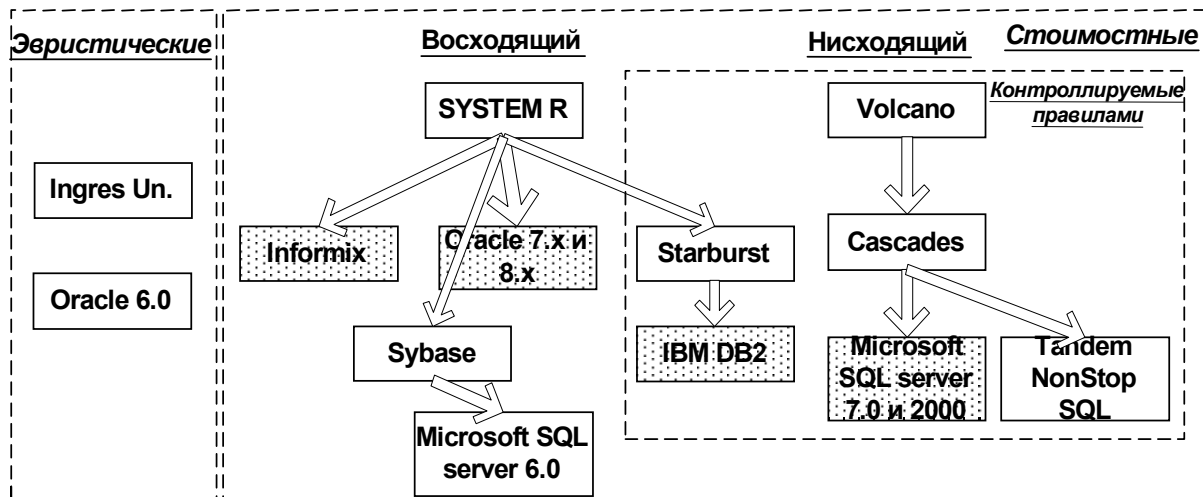 Эвристические
Восходящий
Нисходящий
Стоимостные
Контроллируемые
правилами
SYSTEM R
Volcano
Ingres Un.
Informix
Oracle 7.x и
8.x
Starburst
Cascades
Oracle 6.0
Sybase
IBM DB2
Microsoft
SQL server
7.0 и 2000
Tandem
NonStop
SQL
Microsoft SQL
server 6.0